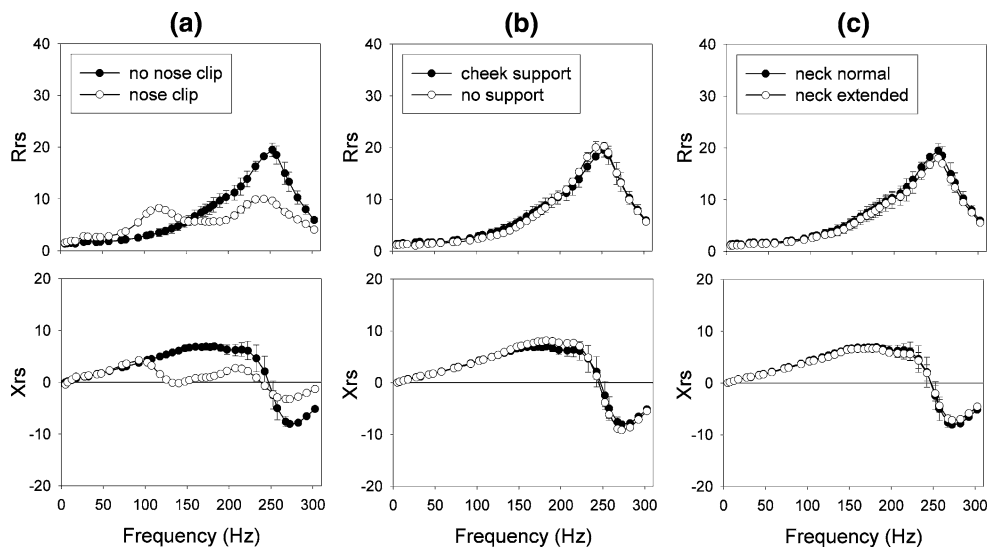 (a)
(b)
(c)
40
30
20
10
0
Rrs
no nose clip
nose clip
40
30
20
10
0
Rrs
cheek support
no support
40
30
20
10
0
Rrs
neck normal
neck extended
20
10
0
-10
-20
Xrs
0 50 100 150 200 250 300
Frequency (Hz)
20
10
0
-10
-20
Xrs
0 50 100 150 200 250 300
Frequency (Hz)
20
10
0
-10
-20
Xrs
0 50 100 150 200 250 300
Frequency (Hz)